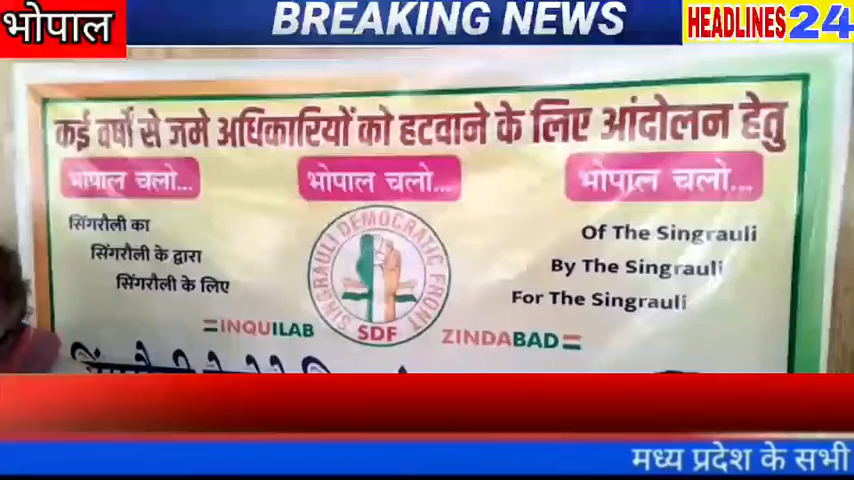 भोपाल
BREAKING NEWS
HEADLINES 24
कई वर्षो से जमे अधिकारियों को हटवाने के लिए आंदोलन हेतु
भोपाल चलो... भोपाल चलो... भोपाल चलो...
सिंगरौली का
सिंगरौली के द्वारा
सिंगरौली के लिए
SINGRAULI DEMOCRATIC FRONT
SDF
Of The Singrauli
By The Singrauli
For The Singrauli
=INQUILAB ZINDABAD=
मध्य प्रदेश के सभी